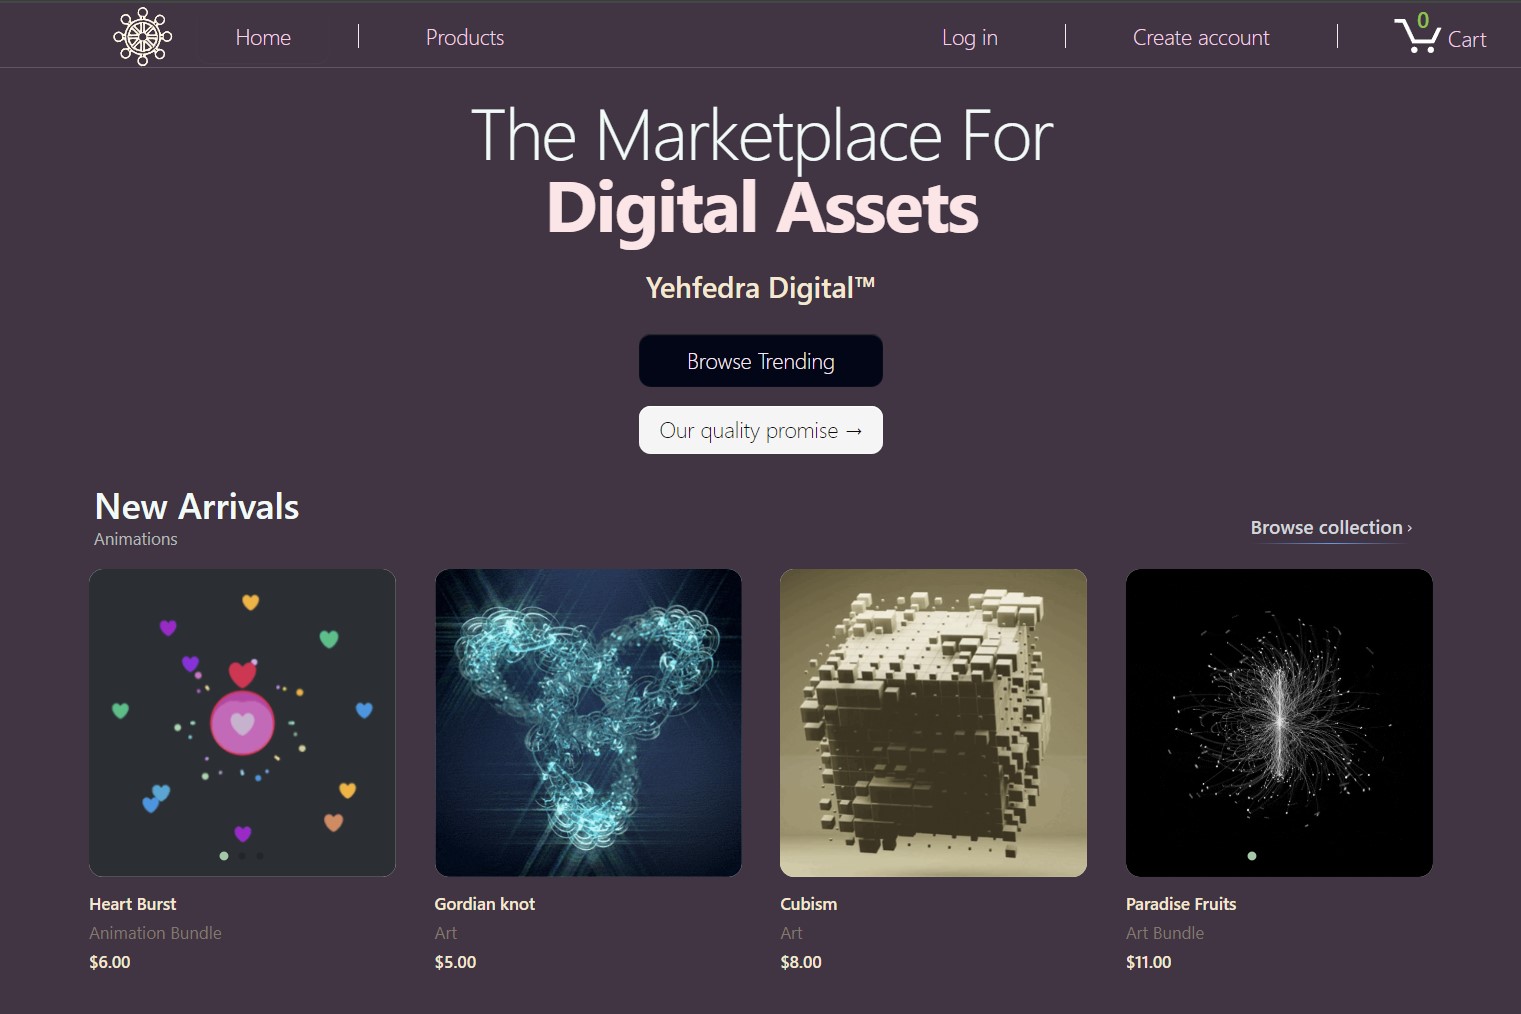 Home
Products
Log in
Create account
0
Cart
The Marketplace For
Digital Assets
Yehfedra Digital™
Browse Trending
Our quality promise →
New Arrivals
Animations
Browse collection ›
Heart Burst
Animation Bundle
$6.00
Gordian knot
Art
$5.00
Cubism
Art
$8.00
Paradise Fruits
Art Bundle
$11.00